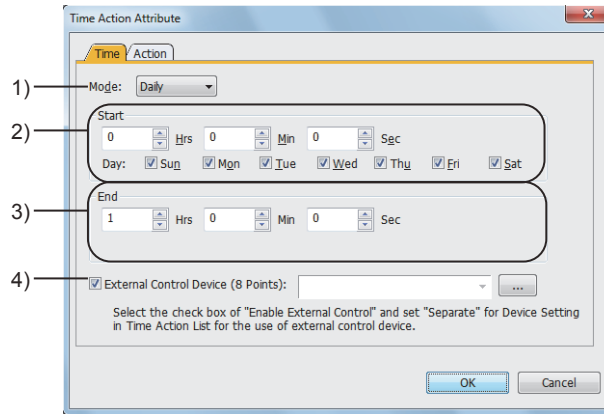 Time Action Attribute
Time Action
1) Mode: Daily
2) Start
0 Hrs 0 Min 0 Sec
Day: Sun Mon Tue Wed Thu Fri Sat
3) End
1 Hrs 0 Min 0 Sec
4) External Control Device (8 Points): ...
Select the check box of "Enable External Control" and set "Separate" for Device Setting
in Time Action List for the use of external control device.
OK Cancel